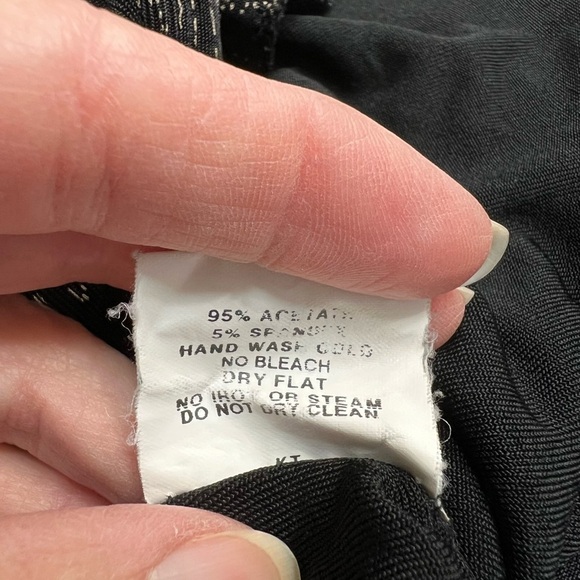 95% ACETATE
5% SPANDEX
HAND WASH COLD
NO BLEACH
DRY FLAT
NO IRON OR STEAM
DO NOT DRY CLEAN